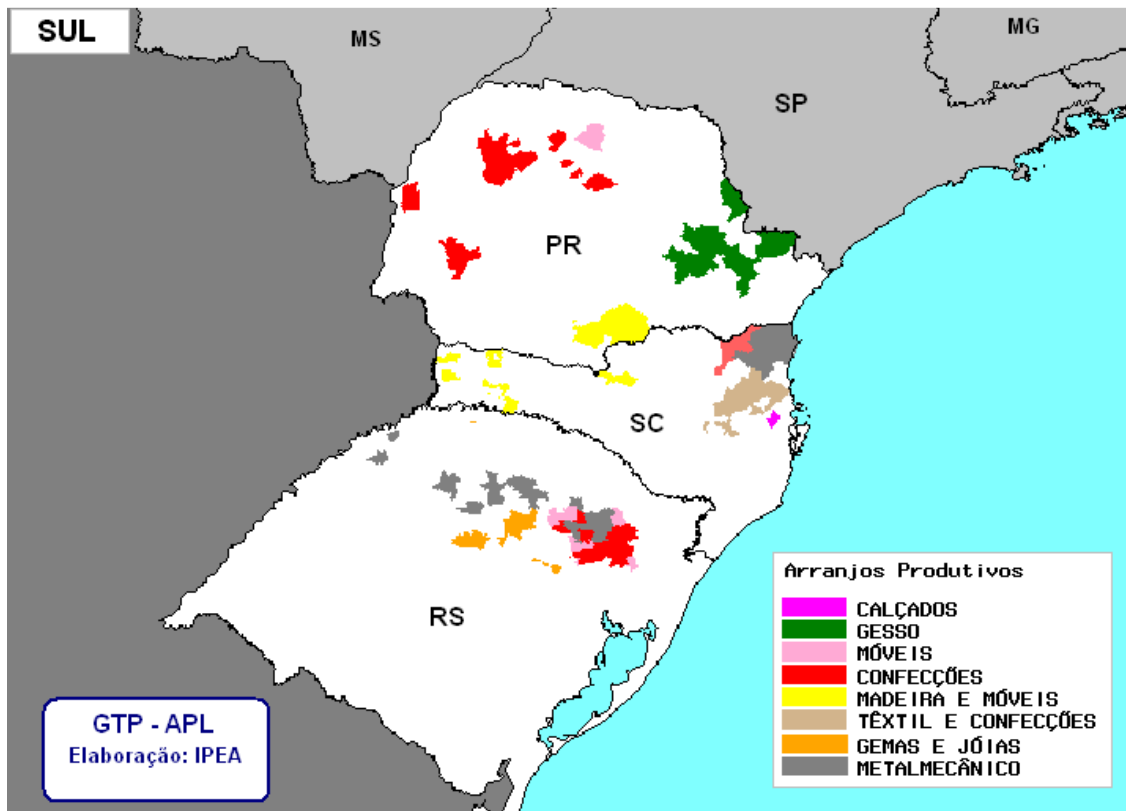 SUL
MS
MG
SP
PR
SC
RS
Arranjos Produtivos
CALÇADOS
GESSO
MÓVEIS
CONFECÇÕES
MADEIRA E MÓVEIS
TÊXTIL E CONFECÇÕES
GEMAS E JÓIAS
METALMECÂNICO
GTP - APL
Elaboração: IPEA